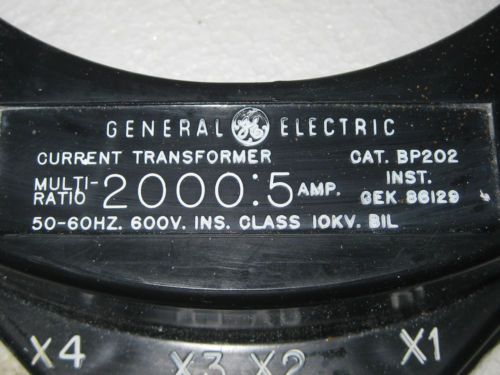 GENERAL GE ELECTRIC
CURRENT TRANSFORMER CAT. BP202
MULTI-RATIO 2000:5 AMP. INST. GEK 86129
50-60HZ. 600V. INS. CLASS 10KV. BIL
X4 X3 X2 X1